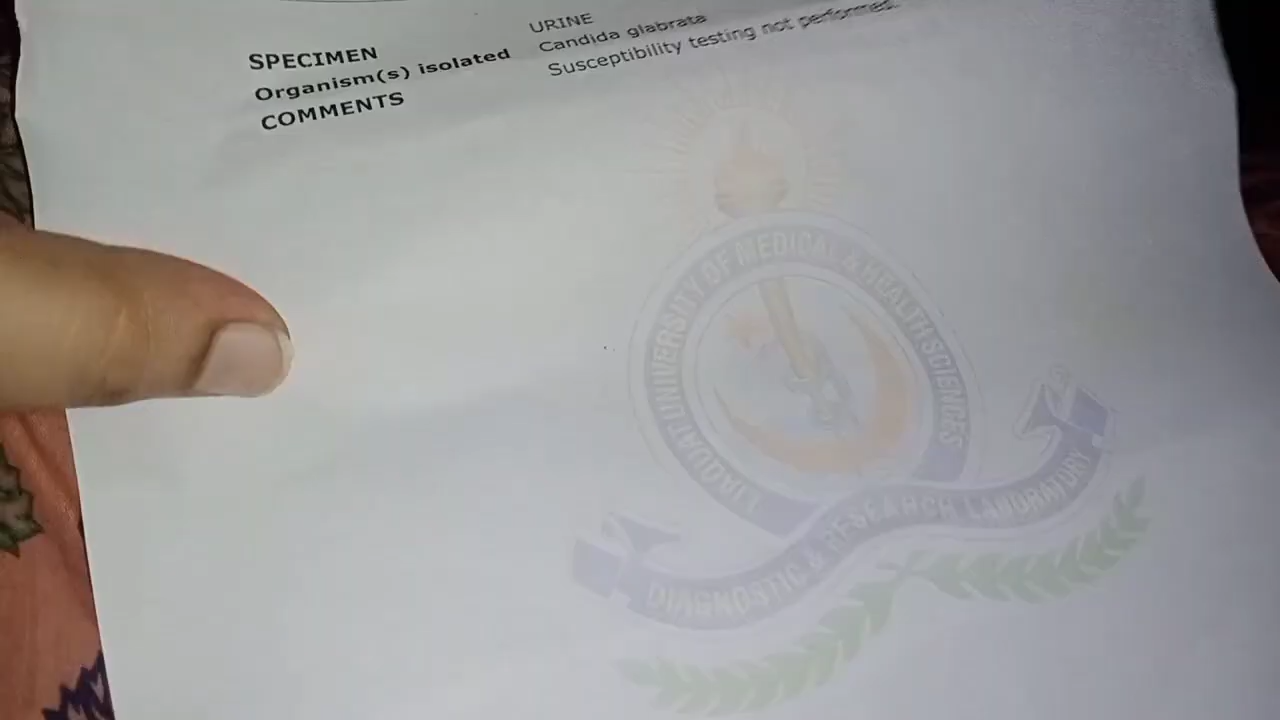 SPECIMEN URINE
Organism(s) isolated Candida glabrata
COMMENTS Susceptibility testing not performed.
LIAQUAT UNIVERSITY OF MEDICAL & HEALTH SCIENCES
DIAGNOSTIC & RESEARCH LABORATORY